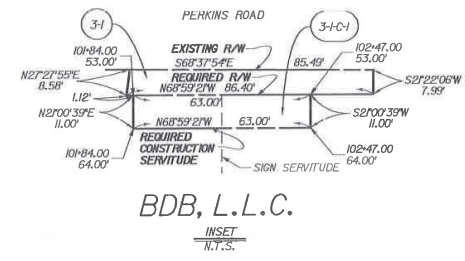 PERKINS ROAD
3-1
3-1-C-1
101+84.00
53.00'
EXISTING R/W
102+47.00
53.00'
S68°37'54"E
85.49'
N27°27'55"E
8.58'
REQUIRED R/W
S21°22'06"W
7.99'
N68°59'21"W
86.40'
1.12'
63.00'
N21°00'39"E
11.00'
N68°59'21"W
63.00'
S21°00'39"W
11.00'
101+84.00
64.00'
REQUIRED
CONSTRUCTION
SERVITUDE
SIGN SERVITUDE
102+47.00
64.00'
BDB, L.L.C.
INSET
N.T.S.